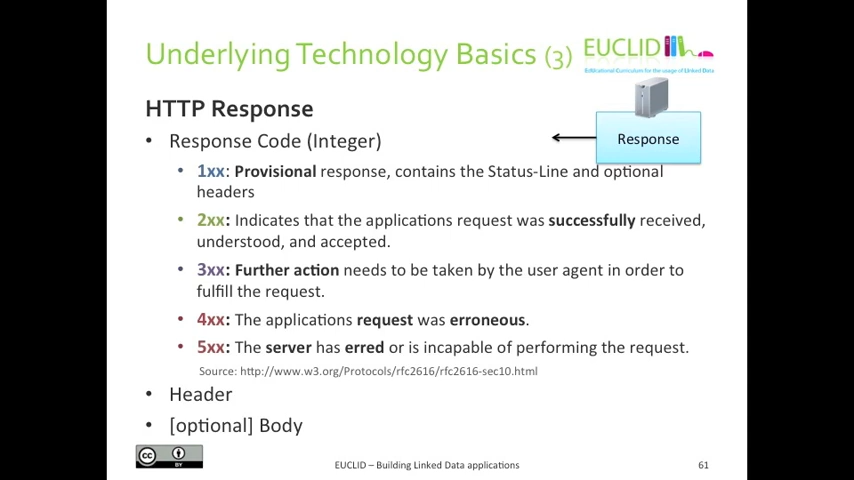 Underlying Technology Basics (3)
EUCLID
Educational Curriculum for the usage of Linked Data
HTTP Response
Response
• Response Code (Integer)
• 1xx: Provisional response, contains the Status-Line and optional
headers
• 2xx: Indicates that the applications request was successfully received,
understood, and accepted.
• 3xx: Further action needs to be taken by the user agent in order to
fulfill the request.
• 4xx: The applications request was erroneous.
• 5xx: The server has erred or is incapable of performing the request.
Source: http://www.w3.org/Protocols/rfc2616/rfc2616-sec10.html
• Header
• [optional] Body
cc BY
EUCLID – Building Linked Data applications
61